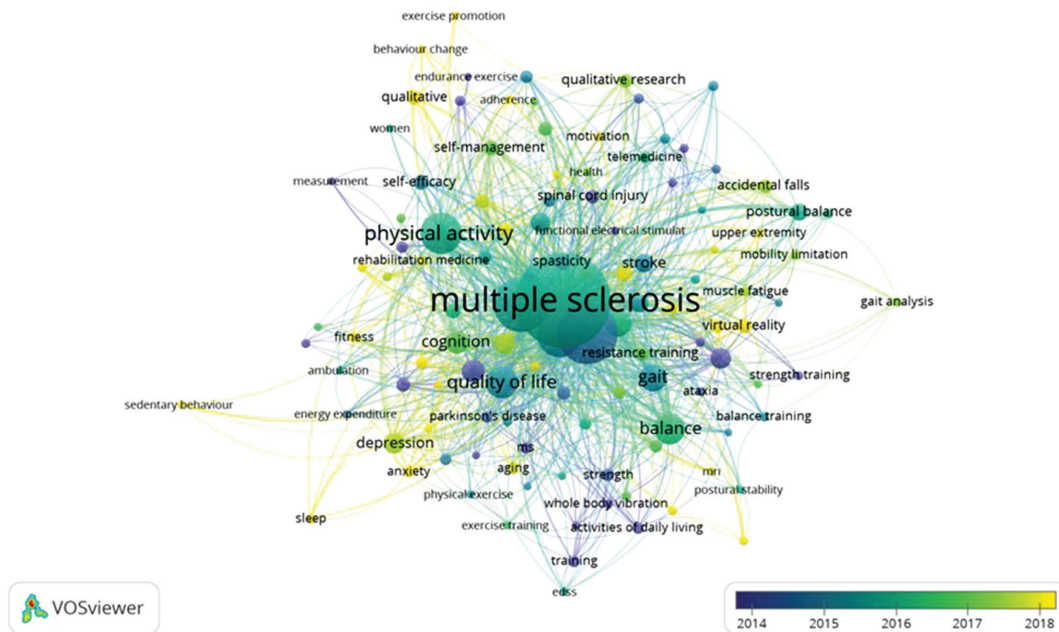 exercise promotion
behaviour change
endurance exercise
qualitative research
qualitative
adherence
women
motivation
self-management
telemedicine
health
measurement
self-efficacy
accidental falls
spinal cord injury
postural balance
physical activity
functional electrical stimulat
upper extremity
rehabilitation medicine
spasticity
stroke
mobility limitation
muscle fatigue
multiple sclerosis
gait analysis
virtual reality
fitness
cognition
resistance training
ambulation
quality of life
gait
strength training
ataxia
sedentary behaviour
energy expenditure
parkinson's disease
balance training
balance
depression
ms
anxiety
aging
strength
mri
physical exercise
postural stability
whole body vibration
sleep
exercise training
activities of daily living
training
edss
VOSviewer
2014 2015 2016 2017 2018